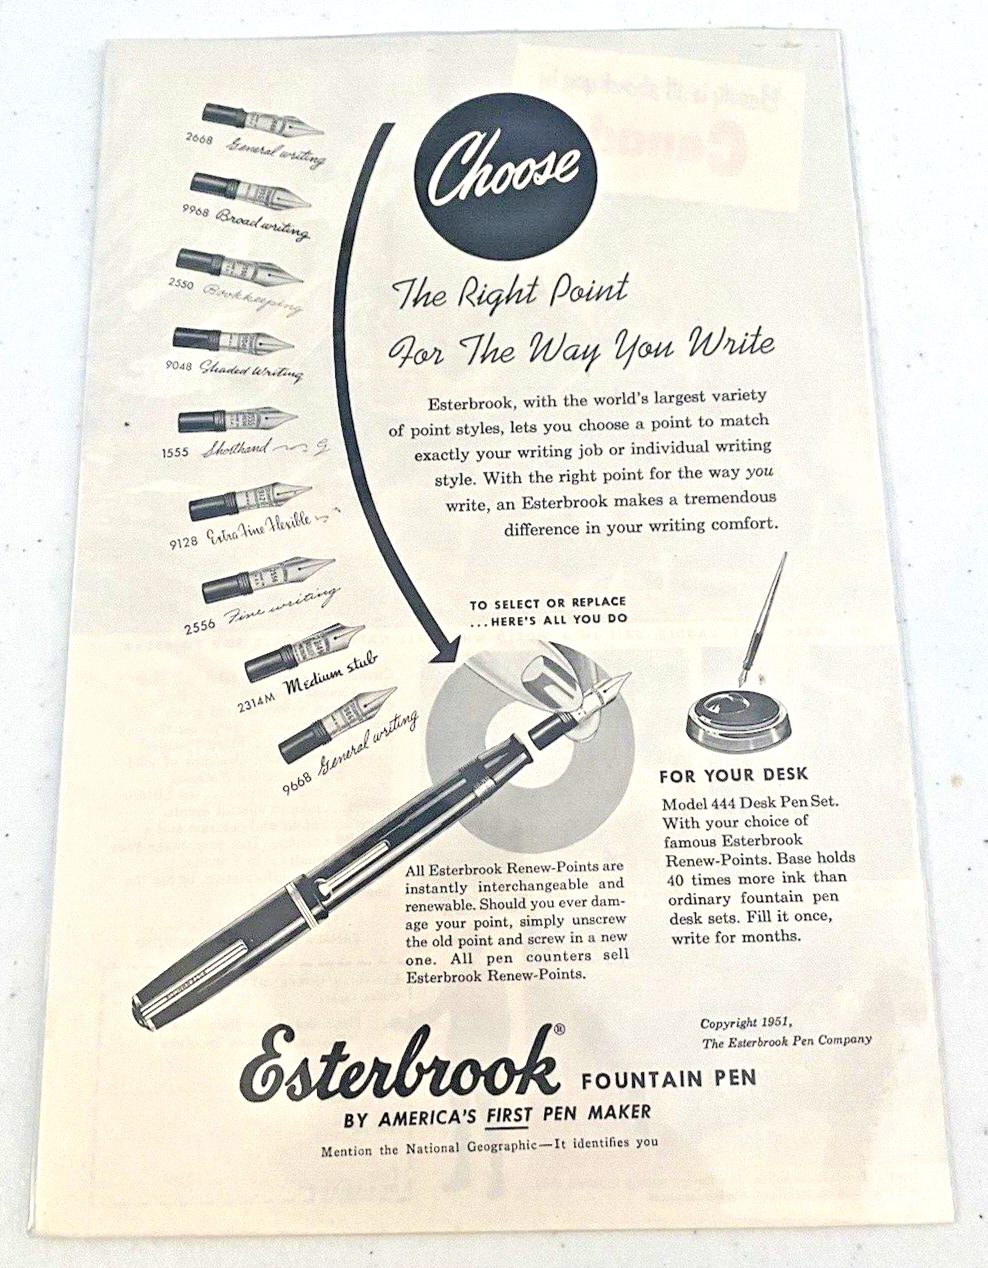 2668 General writing
9968 Broad writing
2550 Bookkeeping
9048 Shaded Writing
1555 Shorthand
9128 Extra Fine Flexible
2556 Fine writing
2314M Medium stub
9668 General writing
Choose
The Right Point
For The Way You Write
Esterbrook, with the world's largest variety
of point styles, lets you choose a point to match
exactly your writing job or individual writing
style. With the right point for the way you
write, an Esterbrook makes a tremendous
difference in your writing comfort.
TO SELECT OR REPLACE
...HERE'S ALL YOU DO
All Esterbrook Renew-Points are
instantly interchangeable and
renewable. Should you ever dam-
age your point, simply unscrew
the old point and screw in a new
one. All pen counters sell
Esterbrook Renew-Points.
FOR YOUR DESK
Model 444 Desk Pen Set.
With your choice of
famous Esterbrook
Renew-Points. Base holds
40 times more ink than
ordinary fountain pen
desk sets. Fill it once,
write for months.
Copyright 1951,
The Esterbrook Pen Company
Esterbrook® FOUNTAIN PEN
BY AMERICA'S FIRST PEN MAKER
Mention the National Geographic—It identifies you